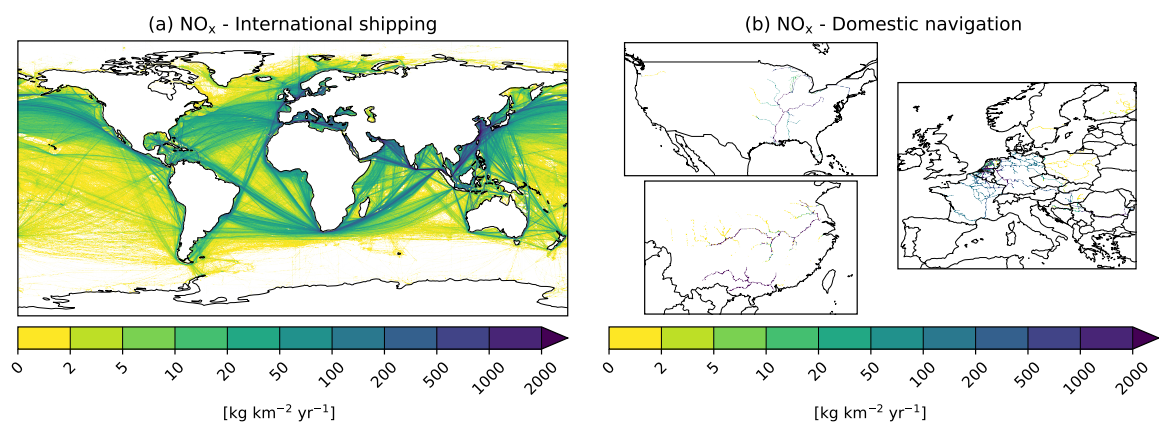 (a) NOx - International shipping
(b) NOx - Domestic navigation
0 2 5 10 20 50 100 200 500 1000 2000
[kg km⁻² yr⁻¹]
0 2 5 10 20 50 100 200 500 1000 2000
[kg km⁻² yr⁻¹]